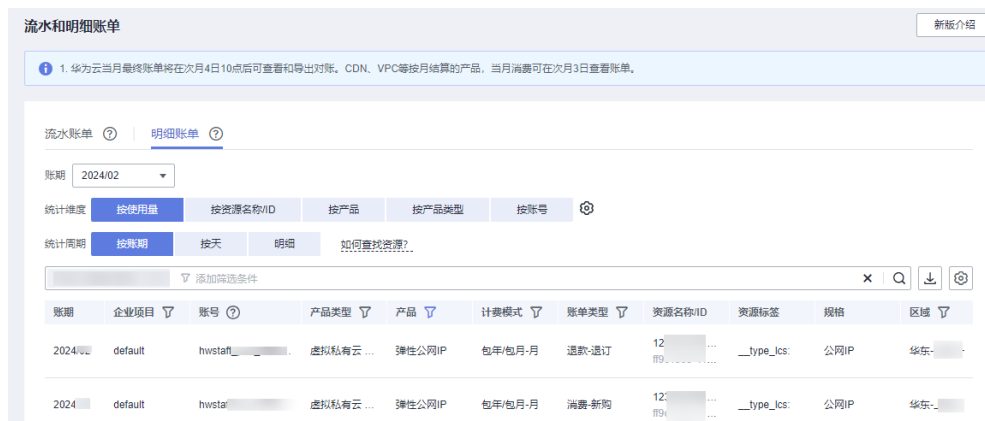 流水和明细账单
新版介绍
1. 华为云当月最终账单将在次月4日10点后可查看和导出对账。CDN、VPC等按月结算的产品，当月消费可在次月3日查看账单。
流水账单 明细账单
账期 2024/02
统计维度 按使用量 按资源名称/ID 按产品 按产品类型 按账号
统计周期 按账期 按天 明细 如何查找资源?
添加筛选条件
账期 企业项目 账号 产品类型 产品 计费模式 账单类型 资源名称/ID 资源标签 规格 区域
2024/ default hwstaff_ 虚拟私有云 ... 弹性公网IP 包年/包月-月 退款-退订 12 ... __type_lcs: 公网IP 华东-
...
2024 default hwstaf 虚拟私有云 ... 弹性公网IP 包年/包月-月 消费-新购 12 ... __type_lcs: 公网IP 华东-
...